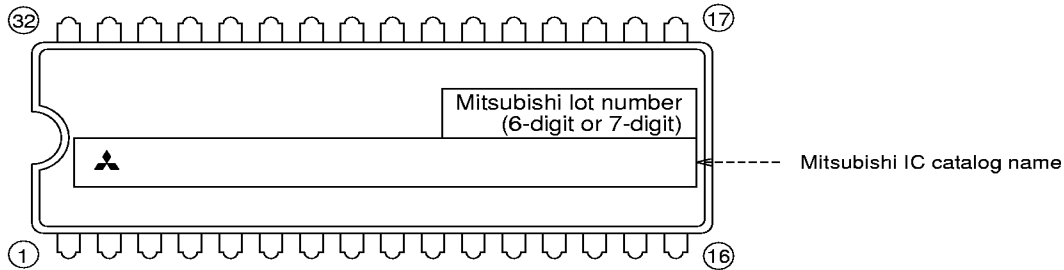 32
17
Mitsubishi lot number
(6-digit or 7-digit)
Mitsubishi IC catalog name
1
16